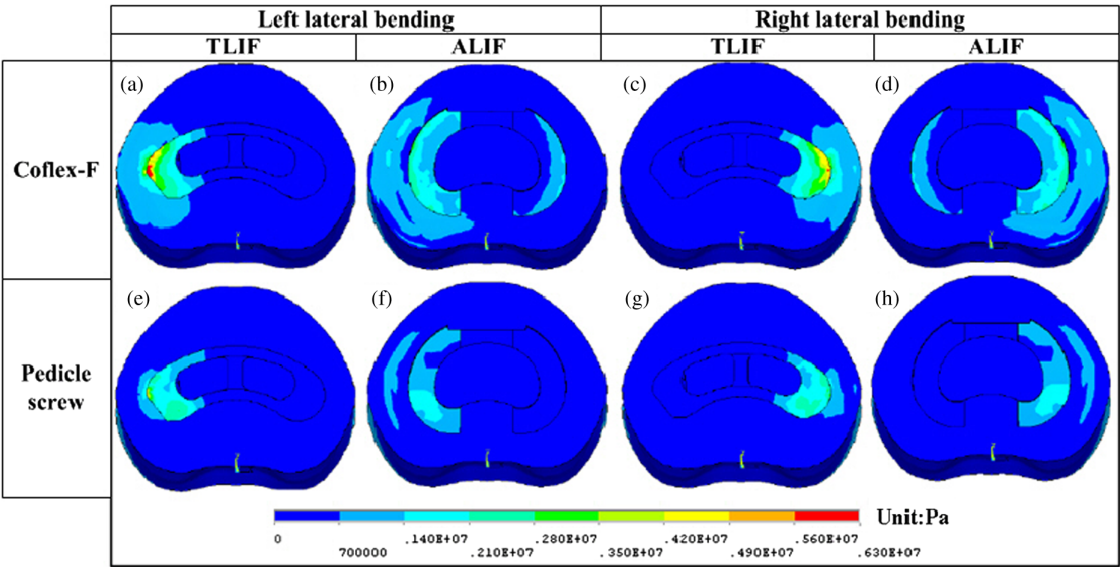 Left lateral bending Right lateral bending
TLIF ALIF TLIF ALIF
(a) (b) (c) (d)
Coflex-F
(e) (f) (g) (h)
Pedicle
screw
Unit:Pa
0 .140E+07 .280E+07 .420E+07 .560E+07
700000 .210E+07 .350E+07 .490E+07 .630E+07